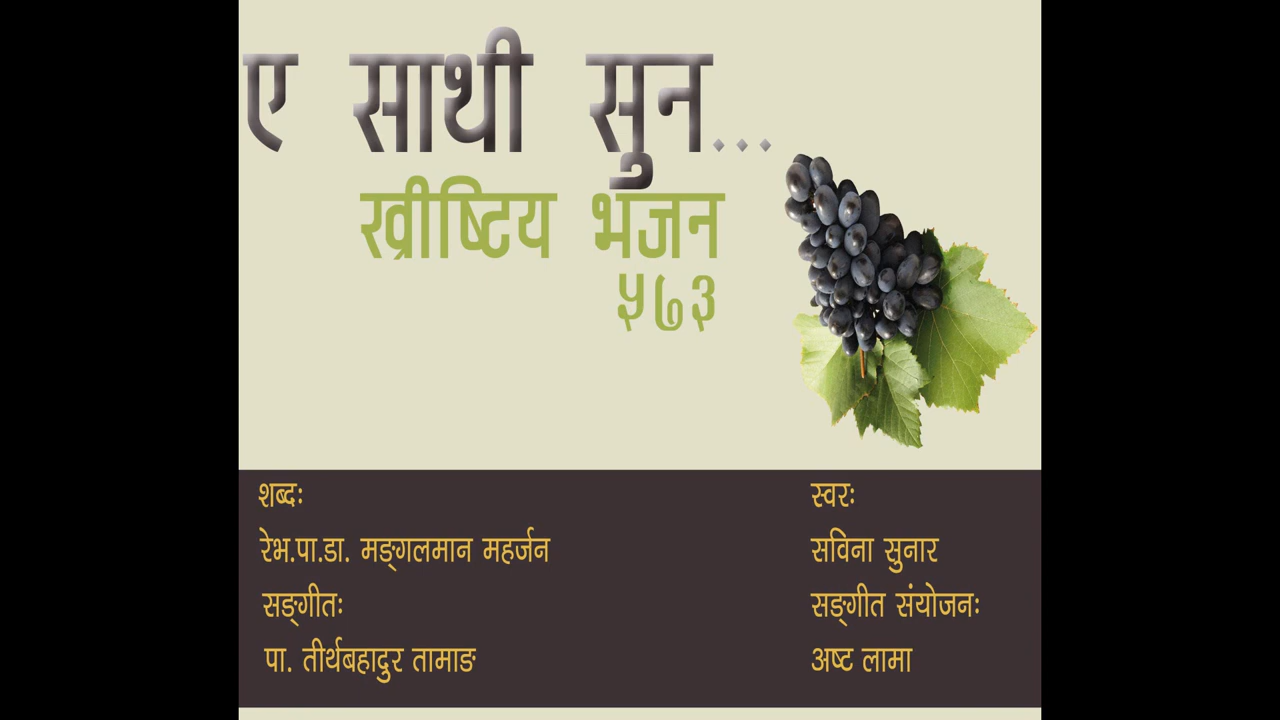 ए साथी सुन...
ख्रीष्टिय भजन
५७३
शब्दः
रेभ.पा.डा. मङ्गलमान महर्जन
सङ्गीतः
पा. तीर्थबहादुर तामाङ
स्वरः
सविना सुनार
सङ्गीत संयोजनः
अष्ट लामा